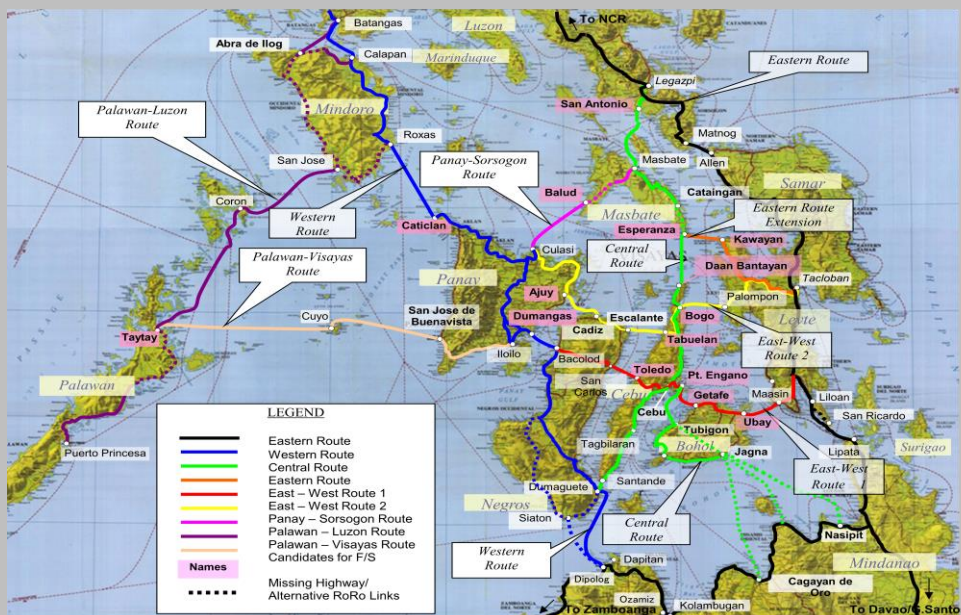 To NCR
Batangas
Luzon
Abra de Ilog
Calapan
Marinduque
Legazpi
Eastern Route
San Antonio
Palawan-Luzon
Route
Mindoro
Matnog
Roxas
Panay-Sorsogon
Route
Allen
San Jose
Masbate
Samar
Balud
Cataingan
Coron
Western
Route
Caticlan
Masbate
Eastern Route
Extension
Esperanza
Kawayan
Palawan-Visayas
Route
Culasi
Central
Route
Daan Bantayan
Panay
Ajuy
Tacloban
Palompon
Cuyo
San Jose de
Buenavista
Dumangas
Escalante
Bogo
Leyte
Taytay
Cadiz
Tabuelan
East-West
Route 2
Iloilo
Bacolod
Toledo
Pt. Engano
Palawan
San
Carlos
Cebu
Getafe
Maasin
Liloan
Cebu
San Ricardo
Tubigon
Ubay
Puerto Princesa
Tagbilaran
Bohol
Jagna
Lipata
Surigao
East-West
Route 1
Santande
Dumaguete
Negros
Siaton
Central
Route
Nasipit
Western
Route
Dapitan
Mindanao
Dipolog
Cagayan de
Oro
Ozamiz
To Zamboanga
Kolambugan
To Davao/G.Santo
LEGEND
Eastern Route
Western Route
Central Route
Eastern Route
East – West Route 1
East – West Route 2
Panay – Sorsogon Route
Palawan – Luzon Route
Palawan – Visayas Route
Candidates for F/S
Names
Missing Highway/
Alternative RoRo Links